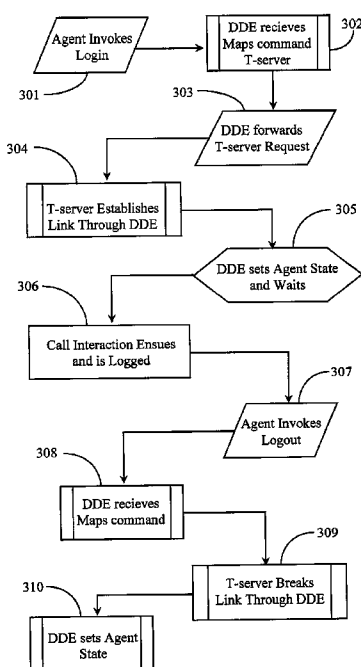 Agent Invokes
Login
301
DDE recieves
Maps command
T-server
302
303
DDE forwards
T-server Request
304
T-server Establishes
Link Through DDE
305
DDE sets Agent State
and Waits
306
Call Interaction Ensues
and is Logged
307
Agent Invokes
Logout
308
DDE recieves
Maps command
309
T-server Breaks
Link Through DDE
310
DDE sets Agent
State